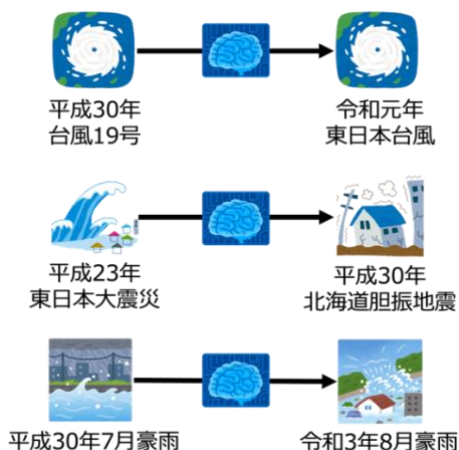 平成30年
台風19号
令和元年
東日本台風
平成23年
東日本大震災
平成30年
北海道胆振地震
平成30年7月豪雨
令和3年8月豪雨